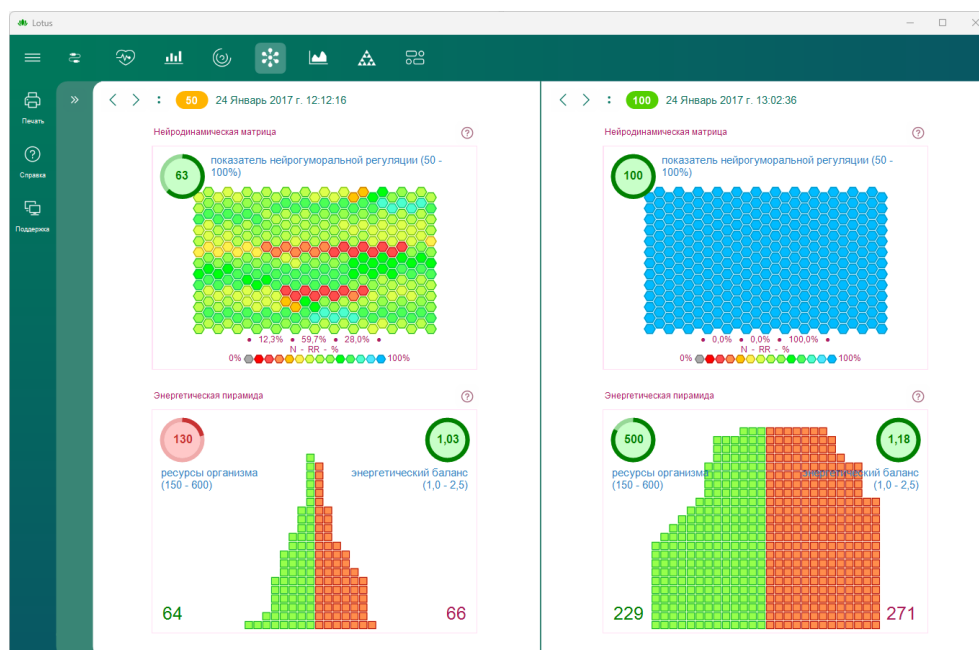 Lotus
Печать
Справка
Поддержка
50 24 Январь 2017 г. 12:12:16
Нейродинамическая матрица
63
показатель нейрогуморальной регуляции (50 -
100%)
12,3% • 59,7% • 28,0%
N - RR - %
0% 100%
Энергетическая пирамида
130
1,03
ресурсы организма
(150 - 600)
энергетический баланс
(1,0 - 2,5)
64
66
100 24 Январь 2017 г. 13:02:36
Нейродинамическая матрица
100
показатель нейрогуморальной регуляции (50 -
100%)
0,0% • 0,0% • 100,0%
N - RR - %
0% 100%
Энергетическая пирамида
500
1,18
ресурсы организма
(150 - 600)
энергетический баланс
(1,0 - 2,5)
229
271